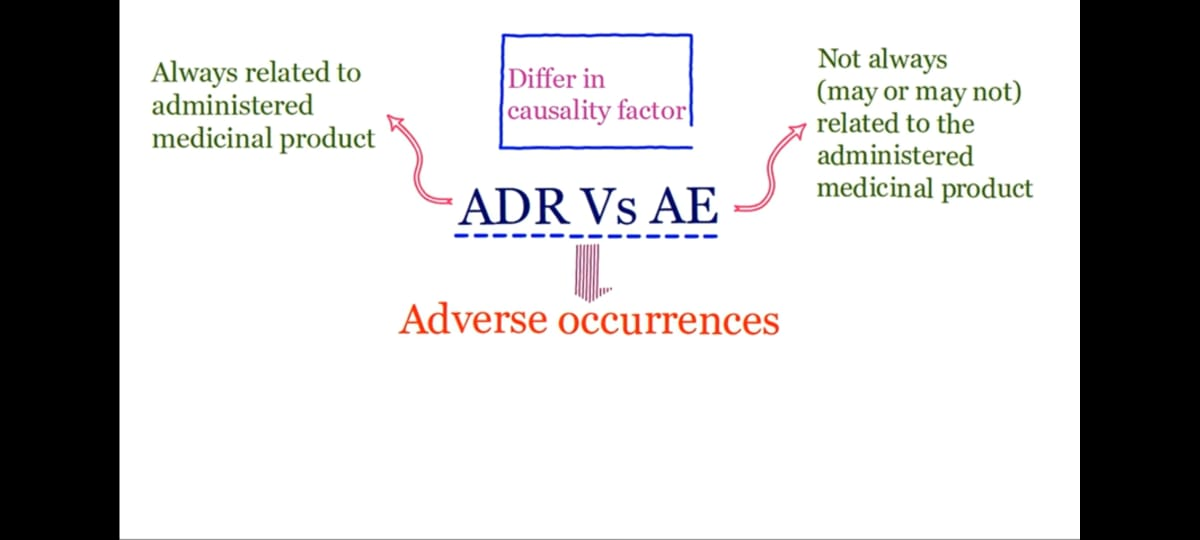 Always related to
administered
medicinal product
Differ in
causality factor
Not always
(may or may not)
related to the
administered
medicinal product
ADR Vs AE
Adverse occurrences